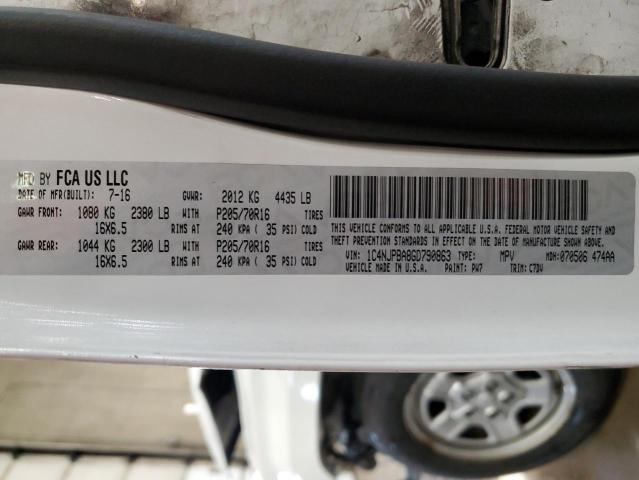 MFD BY FCA US LLC
DATE OF MFR(BUILT): 7-16 GVWR: 2012 KG 4435 LB
GAWR FRONT: 1080 KG 2380 LB WITH P205/70R16 TIRES
16X6.5 RIMS AT 240 KPA ( 35 PSI) COLD
GAWR REAR: 1044 KG 2300 LB WITH P205/70R16 TIRES
16X6.5 RIMS AT 240 KPA ( 35 PSI) COLD
THIS VEHICLE CONFORMS TO ALL APPLICABLE U.S.A. FEDERAL MOTOR VEHICLE SAFETY, BUMPER AND
THEFT PREVENTION STANDARDS IN EFFECT ON THE DATE OF MANUFACTURE SHOWN ABOVE.
VIN: 1C4NJPBA8GD790863 TYPE: MPV MDH: 070506 474AA
VEHICLE MADE IN U.S.A. PAINT: PW7 TRIM: C7DV